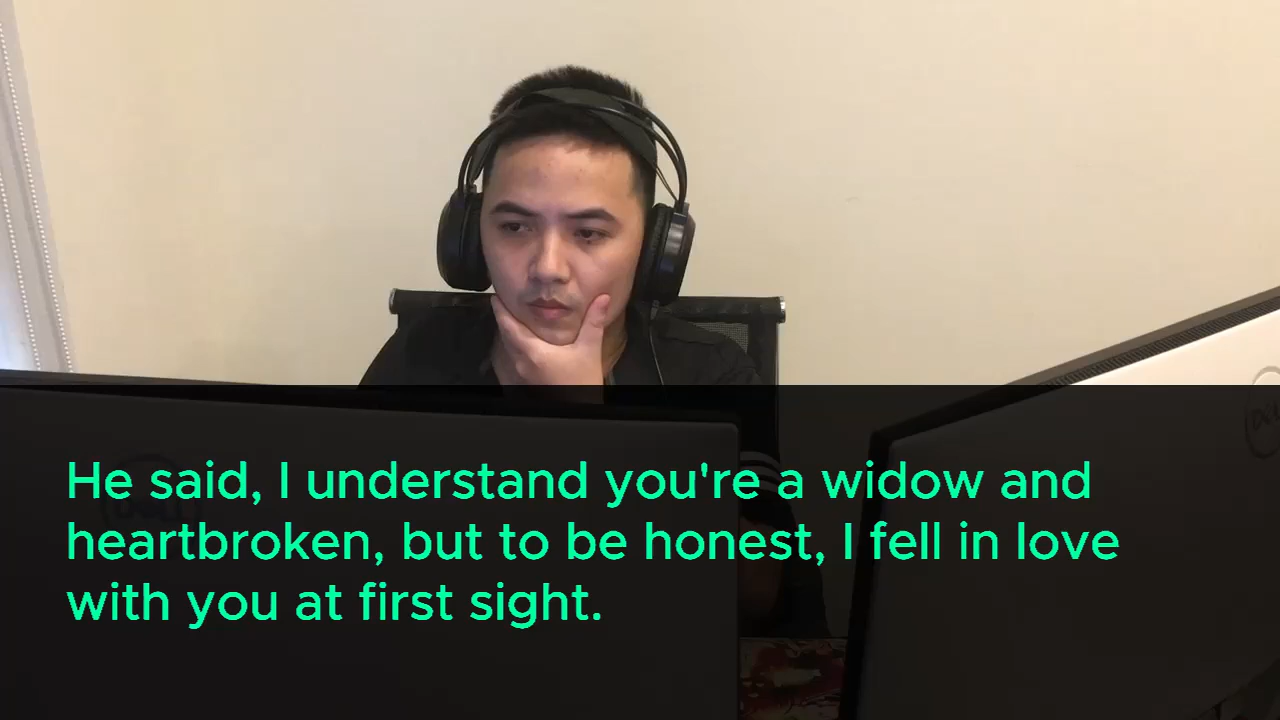 He said, I understand you're a widow and
heartbroken, but to be honest, I fell in love
with you at first sight.
DELL